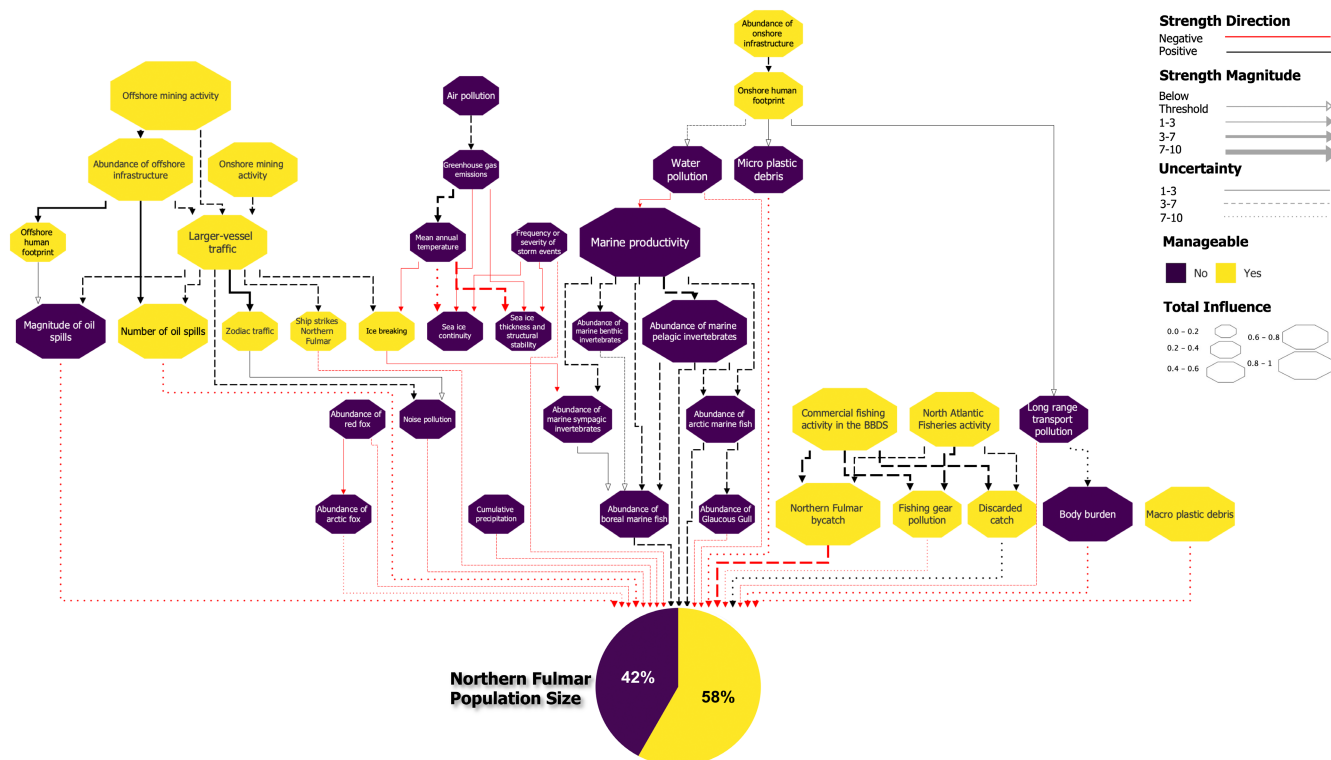 Abundance of
onshore
infrastructure
Strength Direction
Negative
Positive
Offshore mining activity
Air pollution
Onshore human
footprint
Strength Magnitude
Below
Threshold
1-3
3-7
7-10
Abundance of offshore
infrastructure
Onshore mining
activity
Greenhouse gas
emissions
Water
pollution
Micro plastic
debris
Uncertainty
1-3
3-7
7-10
Offshore
human
footprint
Larger-vessel
traffic
Mean annual
temperature
Frequency or
severity of
storm events
Marine productivity
Manageable
No
Yes
Total Influence
0.0 – 0.2
0.2 – 0.4
0.4 – 0.6
0.6 – 0.8
0.8 – 1
Magnitude of oil
spills
Number of oil spills
Zodiac traffic
Ship strikes
Northern
Fulmar
Ice breaking
Sea ice
continuity
Sea ice
thickness and
structural
stability
Abundance of
marine benthic
invertebrates
Abundance of marine
pelagic invertebrates
Abundance of
red fox
Noise pollution
Abundance of
marine sympagic
invertebrates
Abundance of
arctic marine fish
Commercial fishing
activity in the BBDS
North Atlantic
Fisheries activity
Long range
transport
pollution
Abundance of
arctic fox
Cumulative
precipitation
Abundance of
boreal marine fish
Abundance of
Glaucous Gull
Northern Fulmar
bycatch
Fishing gear
pollution
Discarded
catch
Body burden
Macro plastic debris
Northern Fulmar
Population Size
42%
58%